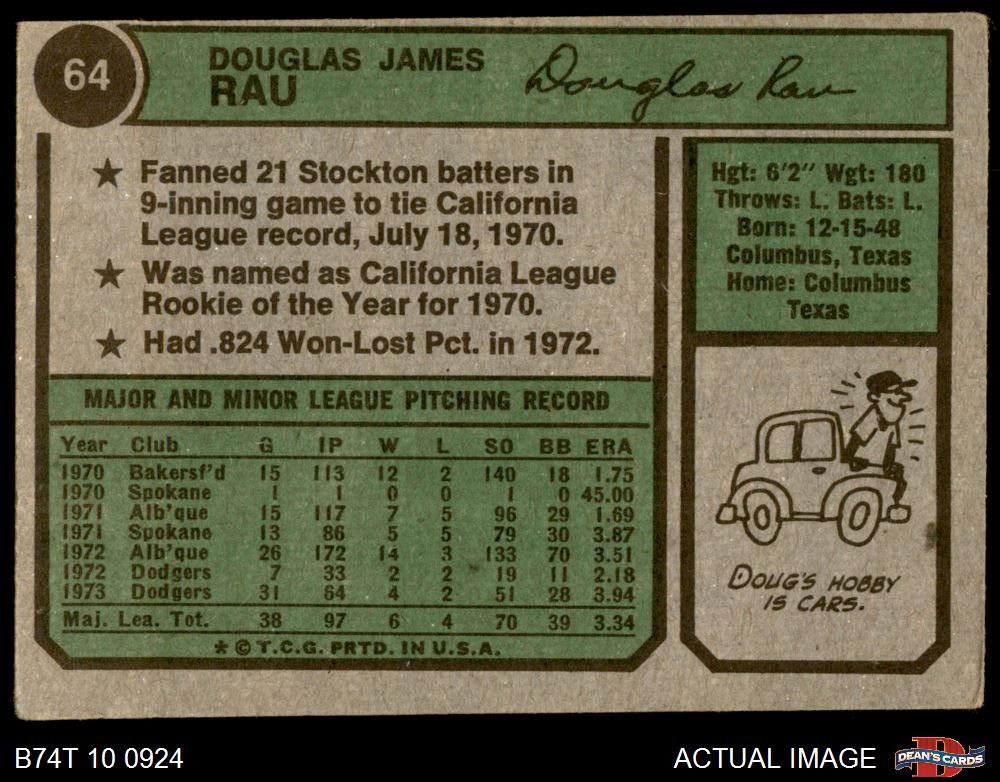 64
DOUGLAS JAMES
RAU
Douglas Rau
★ Fanned 21 Stockton batters in
9-inning game to tie California
League record, July 18, 1970.
★ Was named as California League
Rookie of the Year for 1970.
★ Had .824 Won-Lost Pct. in 1972.
MAJOR AND MINOR LEAGUE PITCHING RECORD
Year Club G IP W L SO BB ERA
1970 Bakersf'd 15 113 12 2 140 18 1.75
1970 Spokane 1 1 0 0 1 0 45.00
1971 Alb'que 15 117 7 5 96 29 1.69
1971 Spokane 13 86 5 5 79 30 3.87
1972 Alb'que 26 172 14 3 133 70 3.51
1972 Dodgers 7 33 2 2 19 11 2.18
1973 Dodgers 31 64 4 2 51 28 3.94
Maj. Lea. Tot. 38 97 6 4 70 39 3.34
★ © T.C.G. PRTD. IN U.S.A.
Hgt: 6'2" Wgt: 180
Throws: L. Bats: L.
Born: 12-15-48
Columbus, Texas
Home: Columbus
Texas
DOUG'S HOBBY
IS CARS.
B74T 10 0924
ACTUAL IMAGE
D
DEAN'S CARDS